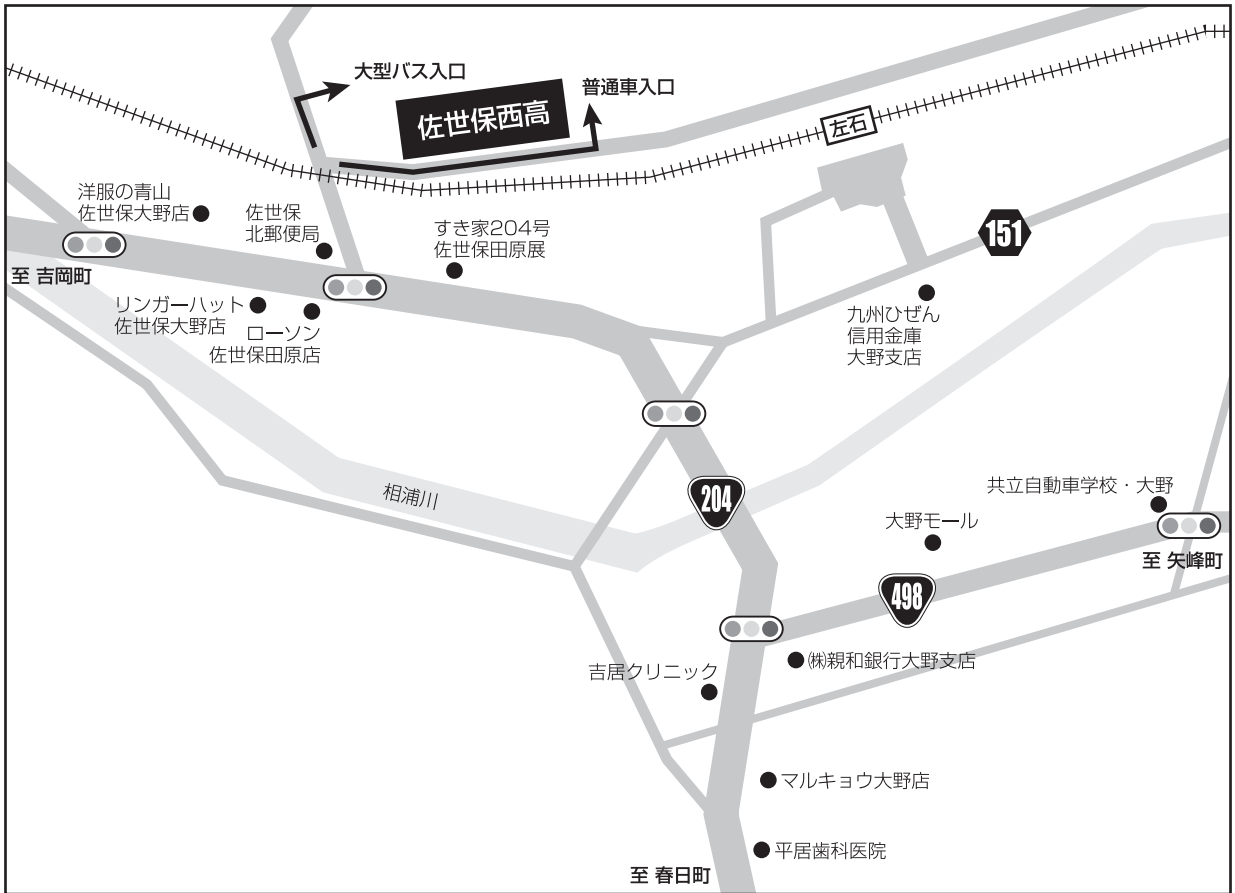 大型バス入口
普通車入口
佐世保西高
左石
洋服の青山
佐世保大野店
佐世保
北郵便局
すき家204号
佐世保田原展
151
至 吉岡町
リンガーハット
佐世保大野店
ローソン
佐世保田原店
九州ひぜん
信用金庫
大野支店
相浦川
204
共立自動車学校・大野
大野モール
至 矢峰町
498
㈱親和銀行大野支店
吉居クリニック
マルキョウ大野店
平居歯科医院
至 春日町